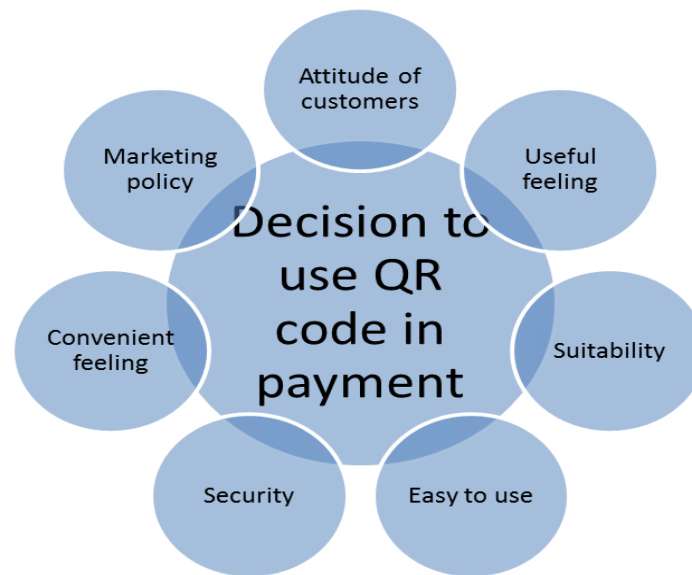 Attitude of
customers
Useful
feeling
Suitability
Easy to use
Security
Convenient
feeling
Marketing
policy
Decision to
use QR
code in
payment